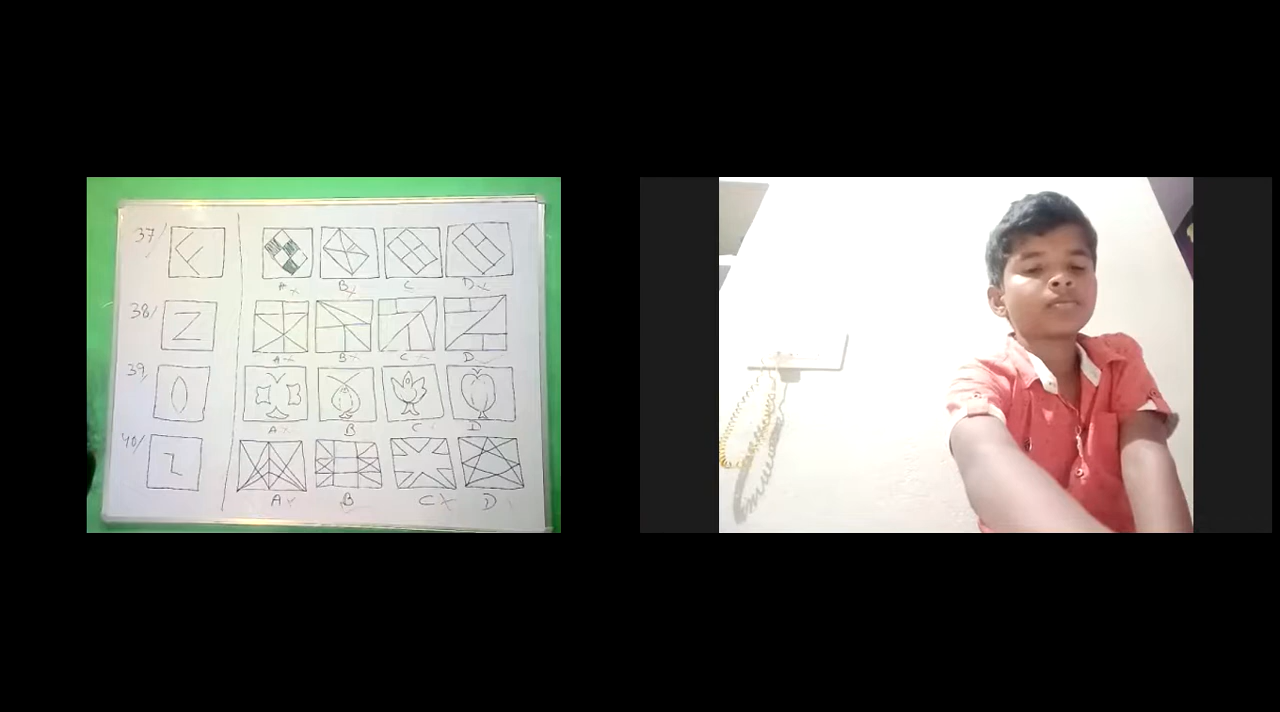 37/
A x B x C D x
38/
A x B x C x D ✓
39/
A x B C x D
40/
A x B C x D